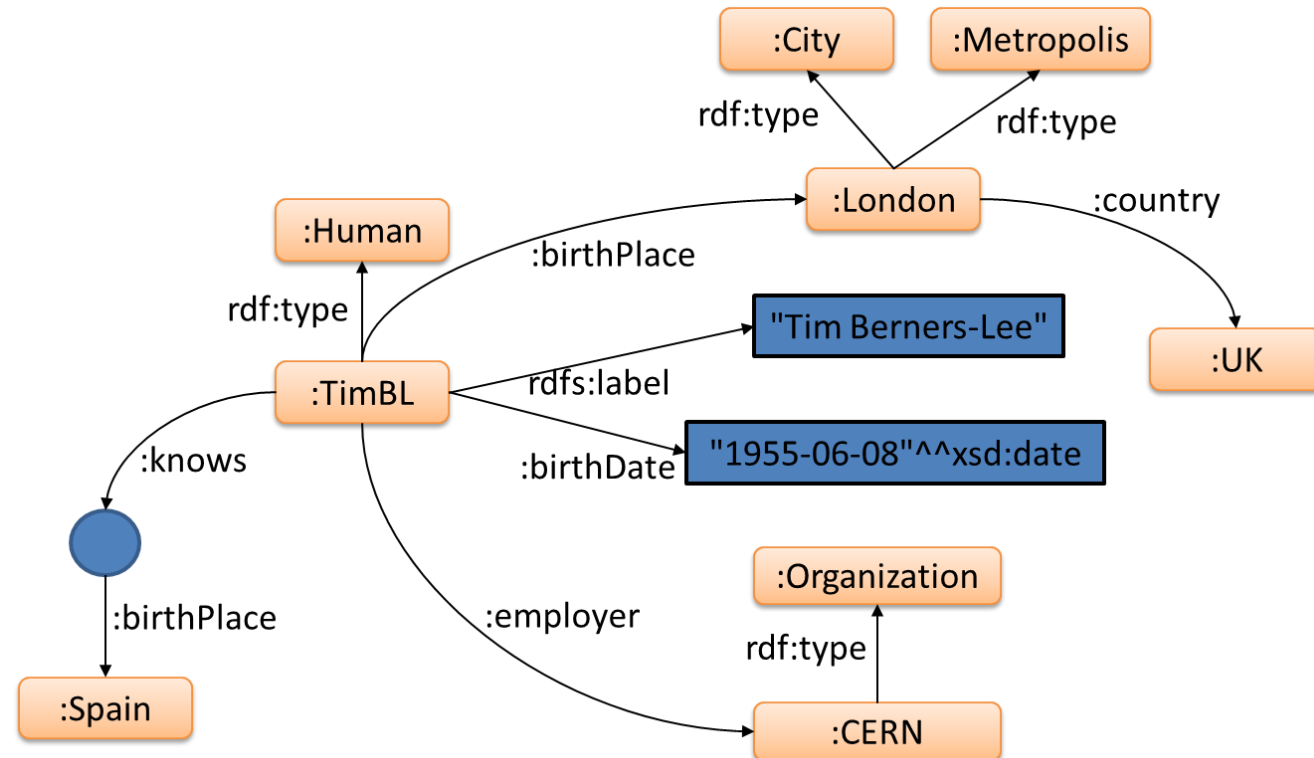 :City
:Metropolis
rdf:type
rdf:type
:London
:country
:Human
:birthPlace
rdf:type
"Tim Berners-Lee"
:UK
:TimBL
rdfs:label
"1955-06-08"^^xsd:date
:knows
:birthDate
:Organization
:birthPlace
:employer
rdf:type
:Spain
:CERN